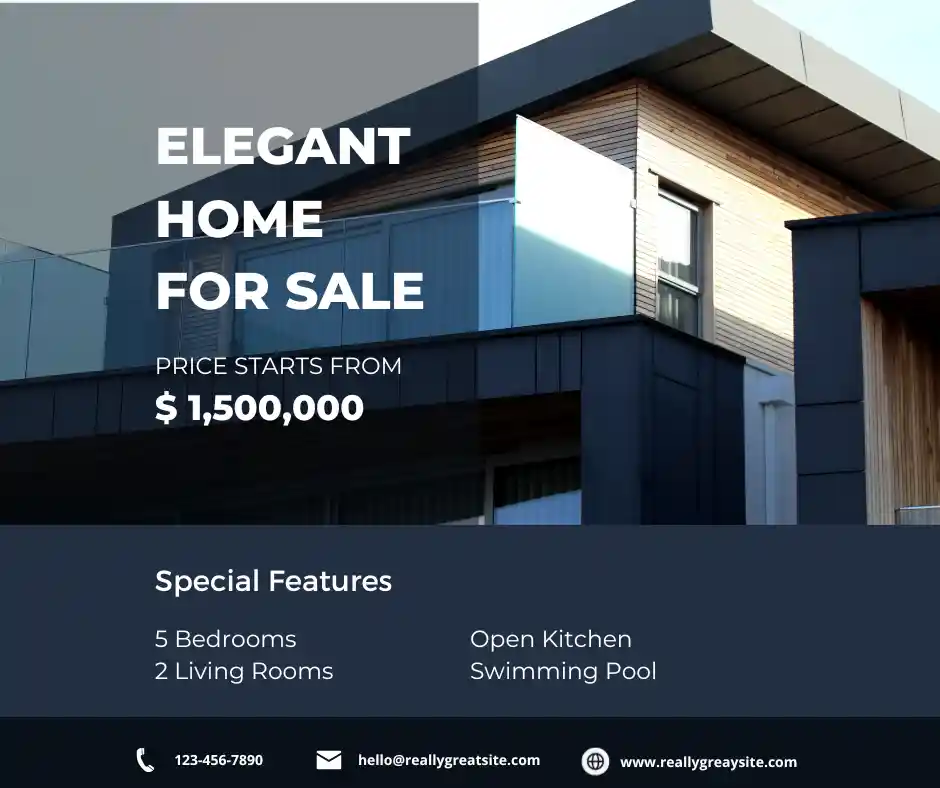 ELEGANT
HOME
FOR SALE
PRICE STARTS FROM
$ 1,500,000
Special Features
5 Bedrooms
2 Living Rooms
Open Kitchen
Swimming Pool
123-456-7890
hello@reallygreatsite.com
www.reallygreaysite.com